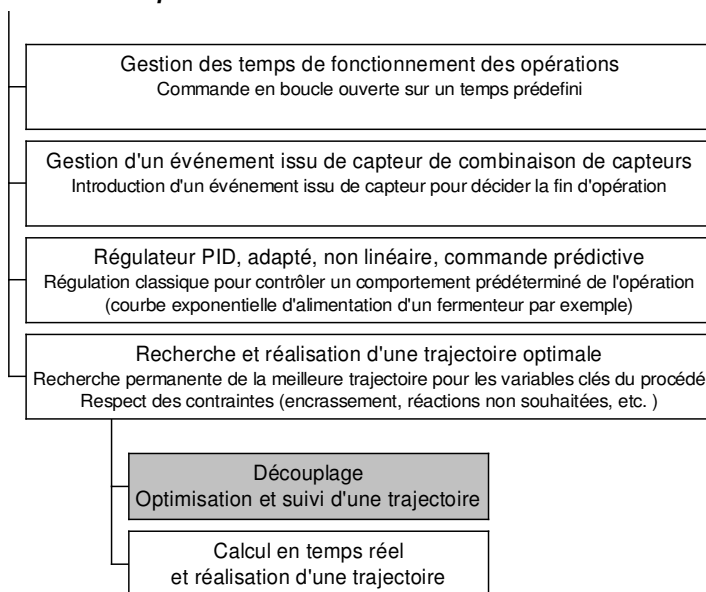 Gestion des temps de fonctionnement des opérations
Commande en boucle ouverte sur un temps prédefini
Gestion d'un événement issu de capteur de combinaison de capteurs
Introduction d'un événement issu de capteur pour décider la fin d'opération
Régulateur PID, adapté, non linéaire, commande prédictive
Régulation classique pour contrôler un comportement prédéterminé de l'opération
(courbe exponentielle d'alimentation d'un fermenteur par exemple)
Recherche et réalisation d'une trajectoire optimale
Recherche permanente de la meilleure trajectoire pour les variables clés du procédé
Respect des contraintes (encrassement, réactions non souhaitées, etc. )
Découplage
Optimisation et suivi d'une trajectoire
Calcul en temps réel
et réalisation d'une trajectoire